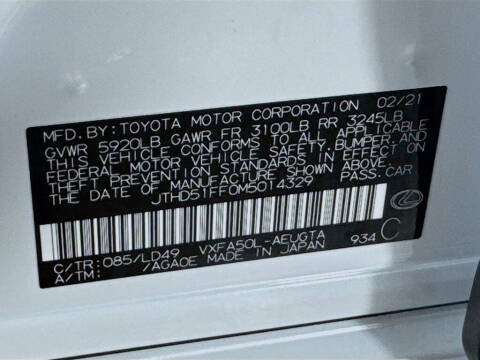 MFD. BY: TOYOTA MOTOR CORPORATION 02/21
GVWR 5920LB GAWR FR 3100LB RR 3245LB
THIS VEHICLE CONFORMS TO ALL APPLICABLE
FEDERAL MOTOR VEHICLE SAFETY, BUMPER, AND
THEFT PREVENTION STANDARDS IN EFFECT ON
DATE OF MANUFACTURE SHOWN ABOVE.
JTHD51FF0M5014329 PASS. CAR
C/TR: 085/LD49 VXFA50L-AEUGTA
A/TM: /AGA0E MADE IN JAPAN 934 C